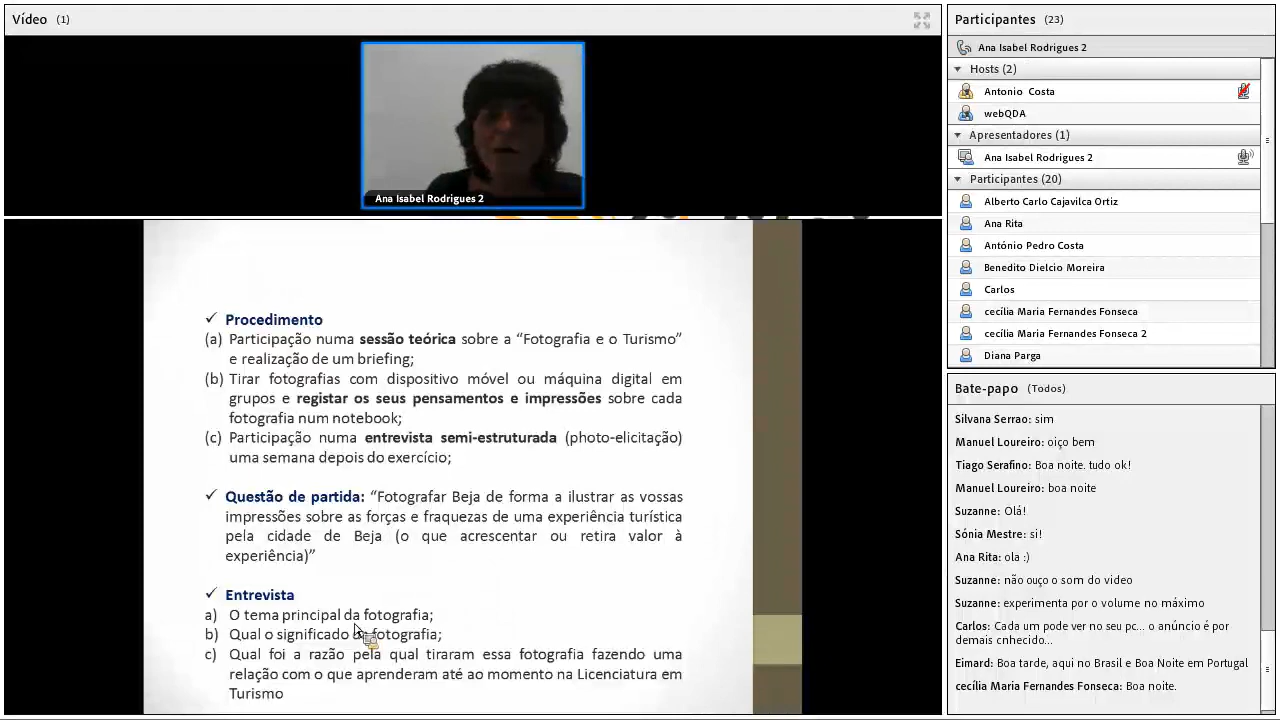 Vídeo (1)
Ana Isabel Rodrigues 2
✓ Procedimento
(a) Participação numa sessão teórica sobre a “Fotografia e o Turismo”
e realização de um briefing;
(b) Tirar fotografias com dispositivo móvel ou máquina digital em
grupos e registar os seus pensamentos e impressões sobre cada
fotografia num notebook;
(c) Participação numa entrevista semi-estruturada (photo-elicitação)
uma semana depois do exercício;
✓ Questão de partida: “Fotografar Beja de forma a ilustrar as vossas
impressões sobre as forças e fraquezas de uma experiência turística
pela cidade de Beja (o que acrescentar ou retira valor à
experiência)”
✓ Entrevista
a) O tema principal da fotografia;
b) Qual o significado da fotografia;
c) Qual foi a razão pela qual tiraram essa fotografia fazendo uma
relação com o que aprenderam até ao momento na Licenciatura em
Turismo
Participantes (23)
Ana Isabel Rodrigues 2
Hosts (2)
Antonio Costa
webQDA
Apresentadores (1)
Ana Isabel Rodrigues 2
Participantes (20)
Alberto Carlo Cajavilca Ortiz
Ana Rita
António Pedro Costa
Benedito Dielcio Moreira
Carlos
cecília Maria Fernandes Fonseca
cecília Maria Fernandes Fonseca 2
Diana Parga
Bate-papo (Todos)
Silvana Serrao: sim
Manuel Loureiro: oiço bem
Tiago Serafino: Boa noite. tudo ok!
Manuel Loureiro: boa noite
Suzanne: Olá!
Sónia Mestre: si!
Ana Rita: ola :)
Suzanne: não ouço o som do video
Suzanne: experimenta por o volume no máximo
Carlos: Cada um pode ver no seu pc... o anúncio é por
demais cnhecido...
Eimard: Boa tarde, aqui no Brasil e Boa Noite em Portugal
cecília Maria Fernandes Fonseca: Boa noite.